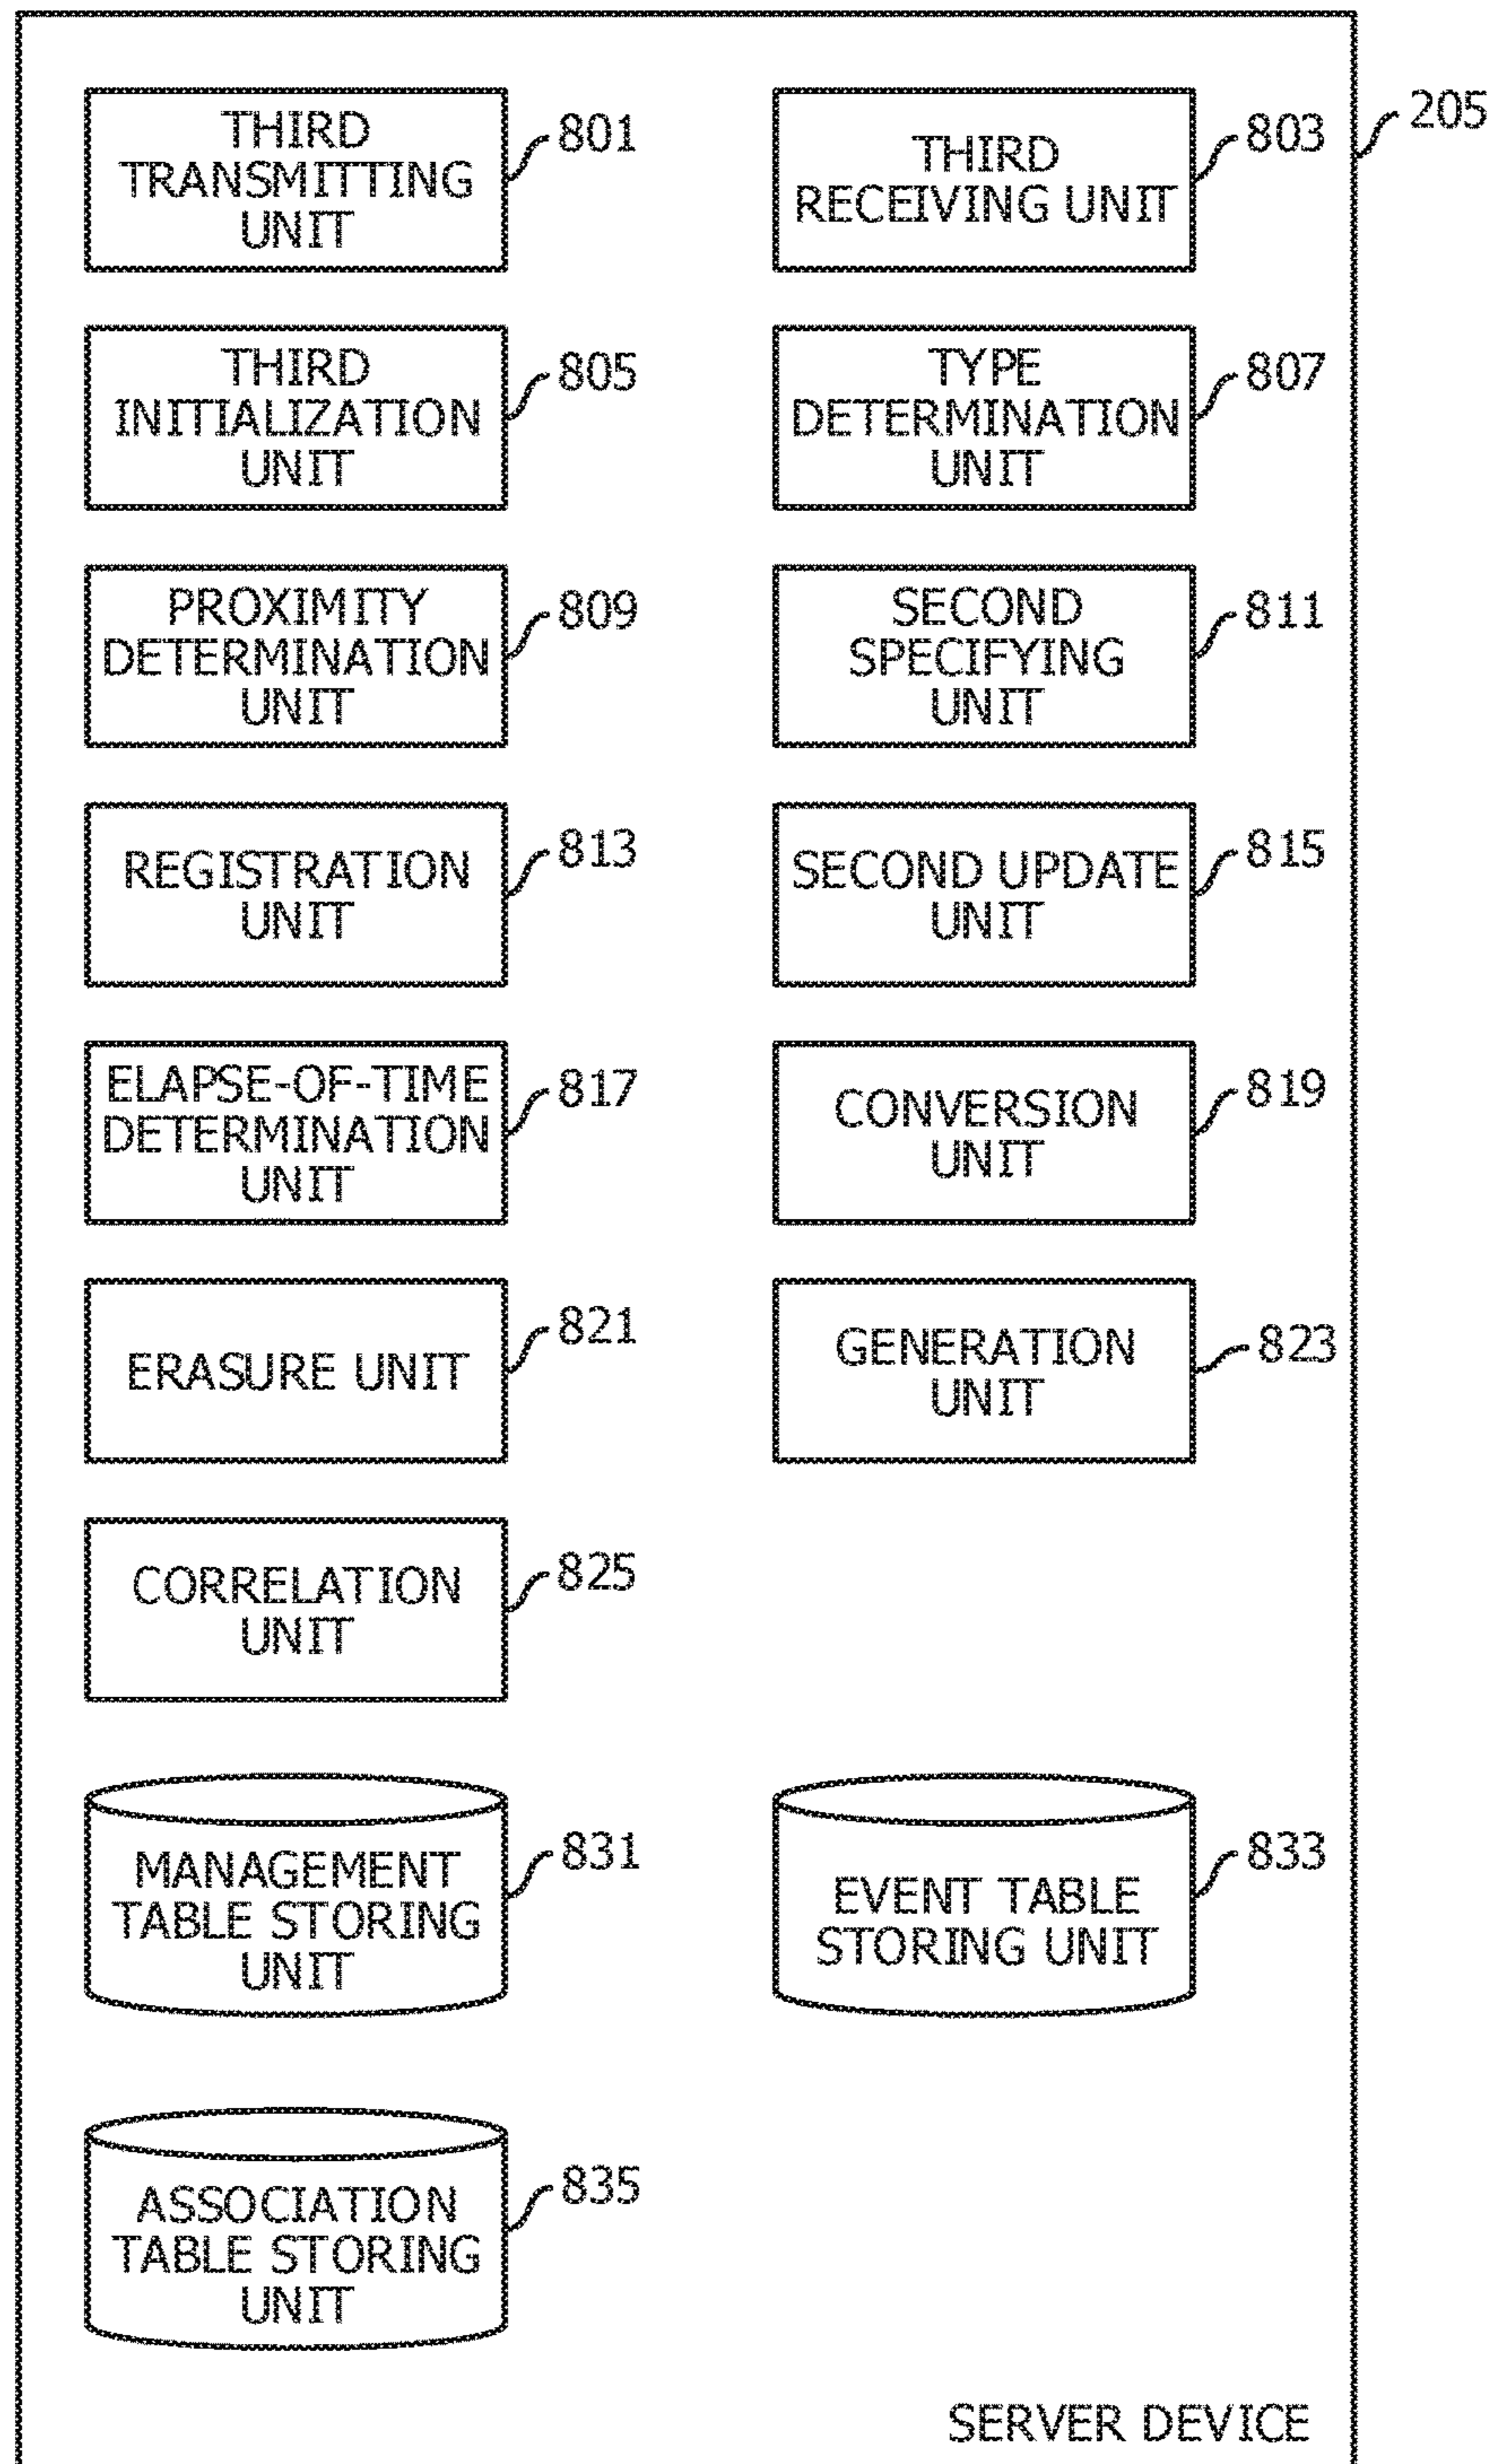 205
THIRD
TRANSMITTING
UNIT
801
THIRD
RECEIVING UNIT
803
THIRD
INITIALIZATION
UNIT
805
TYPE
DETERMINATION
UNIT
807
PROXIMITY
DETERMINATION
UNIT
809
SECOND
SPECIFYING
UNIT
811
REGISTRATION
UNIT
813
SECOND UPDATE
UNIT
815
ELAPSE-OF-TIME
DETERMINATION
UNIT
817
CONVERSION
UNIT
819
ERASURE UNIT
821
GENERATION
UNIT
823
CORRELATION
UNIT
825
MANAGEMENT
TABLE STORING
UNIT
831
EVENT TABLE
STORING UNIT
833
ASSOCIATION
TABLE STORING
UNIT
835
SERVER DEVICE